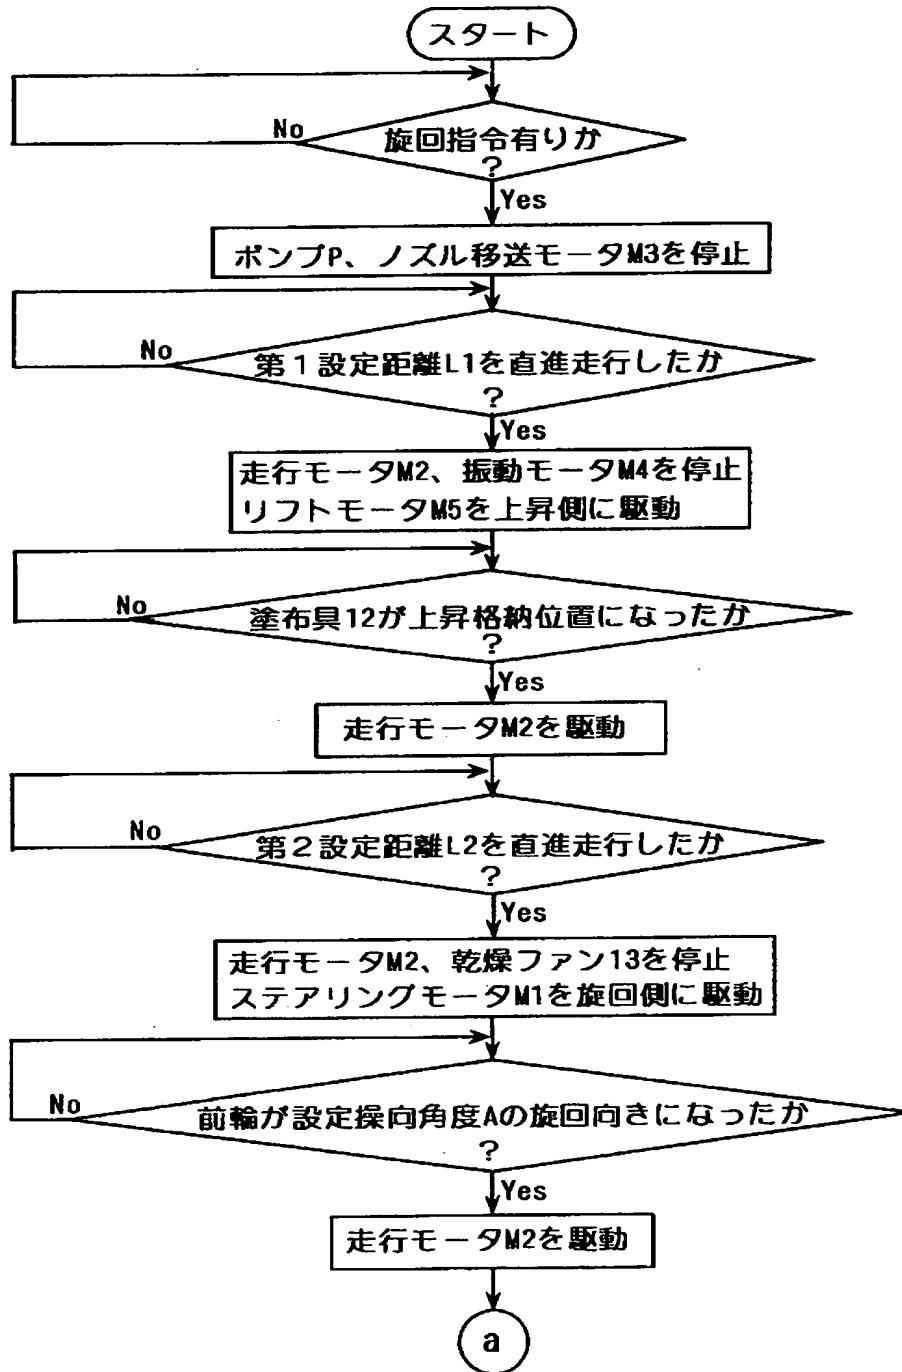 スタート
No
旋回指令有りか
?
Yes
ポンプP、ノズル移送モータM3を停止
No
第1設定距離L1を直進走行したか
?
Yes
走行モータM2、振動モータM4を停止
リフトモータM5を上昇側に駆動
No
塗布具12が上昇格納位置になったか
?
Yes
走行モータM2を駆動
No
第2設定距離L2を直進走行したか
?
Yes
走行モータM2、乾燥ファン13を停止
ステアリングモータM1を旋回側に駆動
No
前輪が設定操向角度Aの旋回向きになったか
?
Yes
走行モータM2を駆動
a